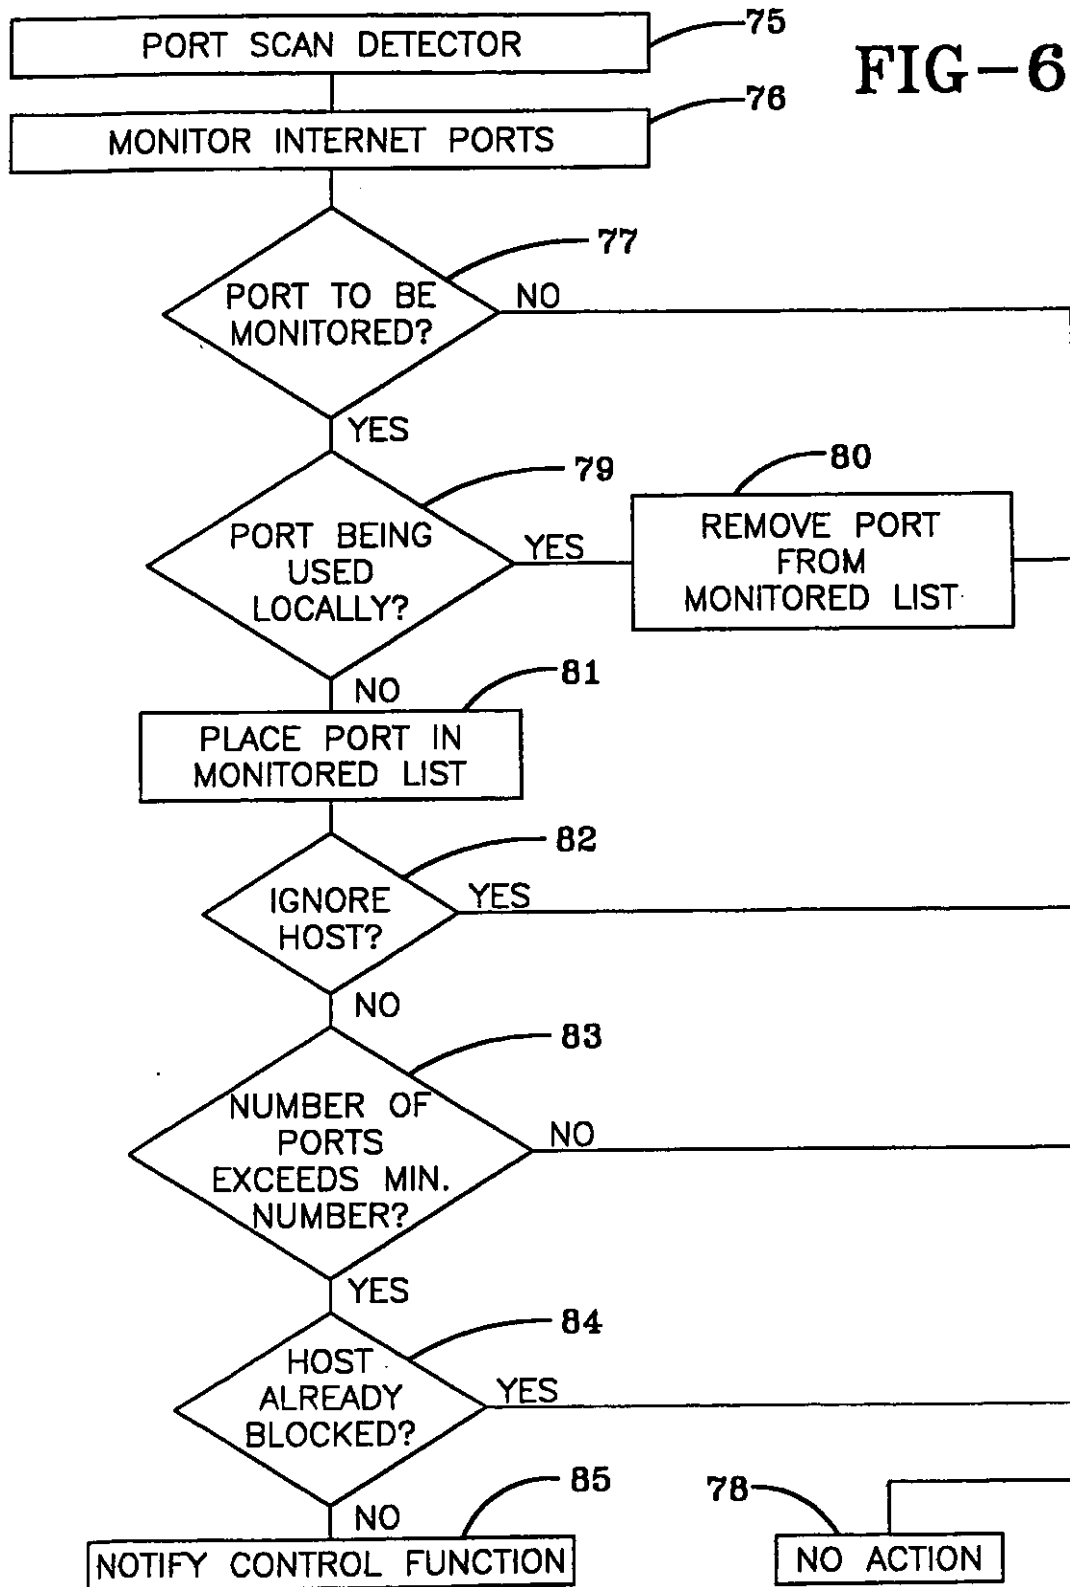 PORT SCAN DETECTOR
75
FIG-6
MONITOR INTERNET PORTS
76
PORT TO BE
MONITORED?
77
NO
YES
PORT BEING
USED
LOCALLY?
79
YES
REMOVE PORT
FROM
MONITORED LIST
80
NO
PLACE PORT IN
MONITORED LIST
81
IGNORE
HOST?
82
YES
NO
NUMBER OF
PORTS
EXCEEDS MIN.
NUMBER?
83
NO
YES
HOST
ALREADY
BLOCKED?
84
YES
NO
NOTIFY CONTROL FUNCTION
85
78
NO ACTION